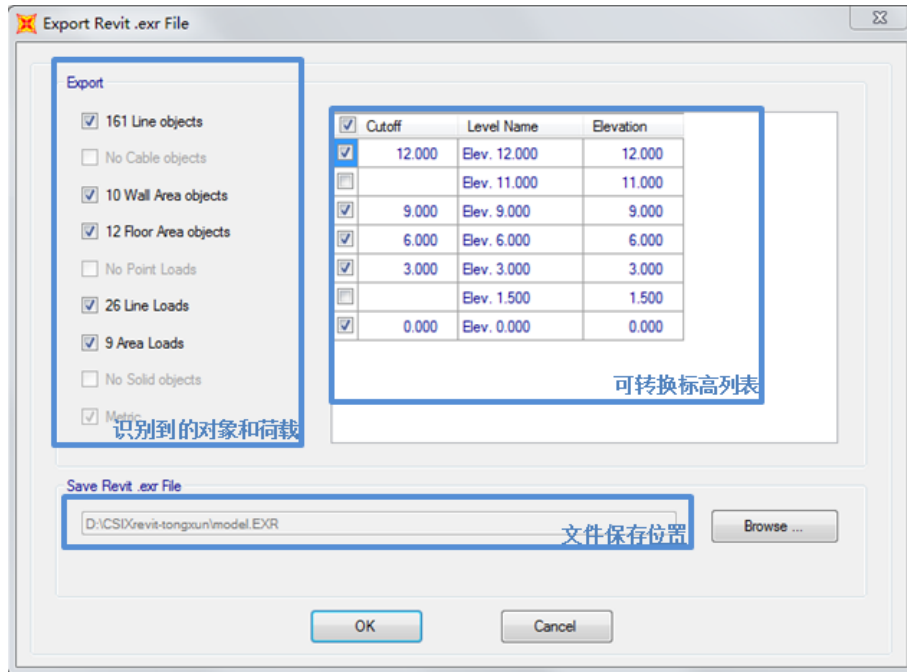 Export Revit .exr File
Export
161 Line objects
No Cable objects
10 Wall Area objects
12 Floor Area objects
No Point Loads
26 Line Loads
9 Area Loads
No Solid objects
Metric
识别到的对象和荷载
Cutoff Level Name Elevation
12.000 Elev. 12.000 12.000
Elev. 11.000 11.000
9.000 Elev. 9.000 9.000
6.000 Elev. 6.000 6.000
3.000 Elev. 3.000 3.000
Elev. 1.500 1.500
0.000 Elev. 0.000 0.000
可转换标高列表
Save Revit .exr File
D:\CSIXrevit-tongxun\model.EXR
文件保存位置
Browse ...
OK Cancel